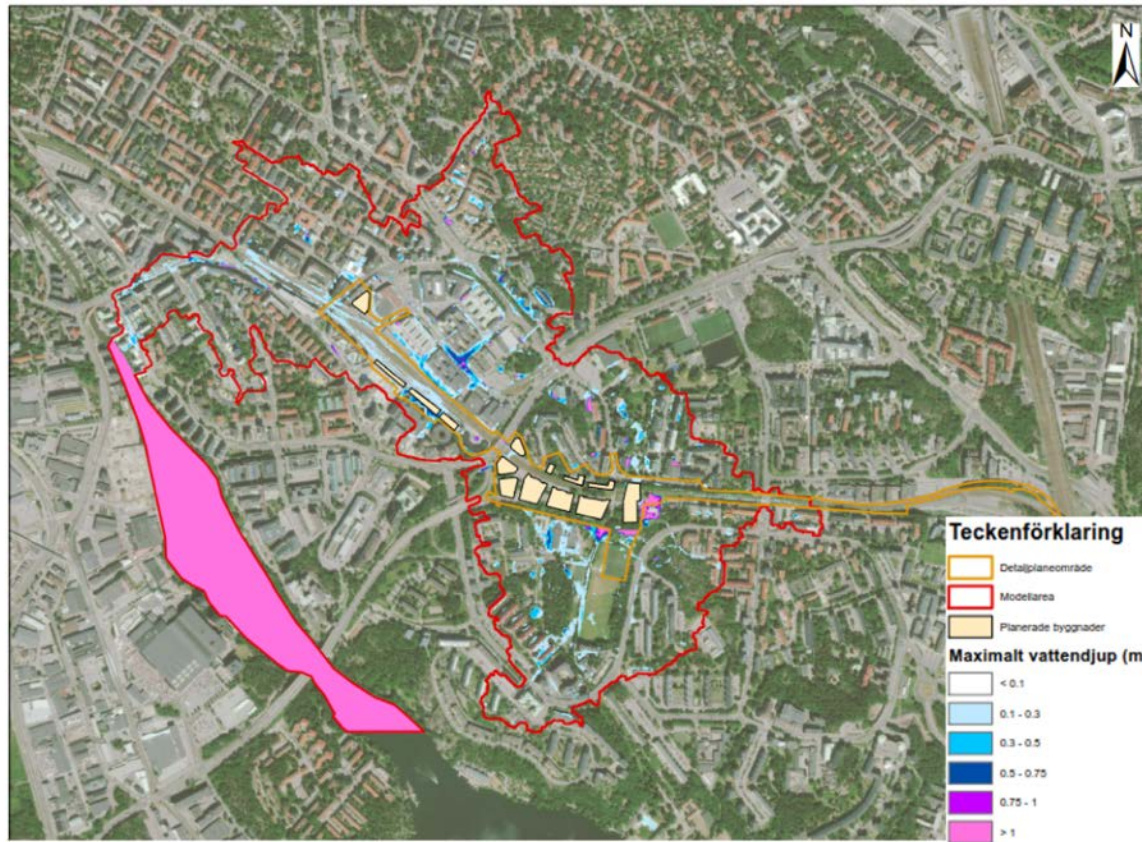 N
Teckenförklaring
Detaljplaneområde
Modellarea
Planerade byggnader
Maximalt vattendjup (m
< 0.1
0.1 - 0.3
0.3 - 0.5
0.5 - 0.75
0.75 - 1
> 1